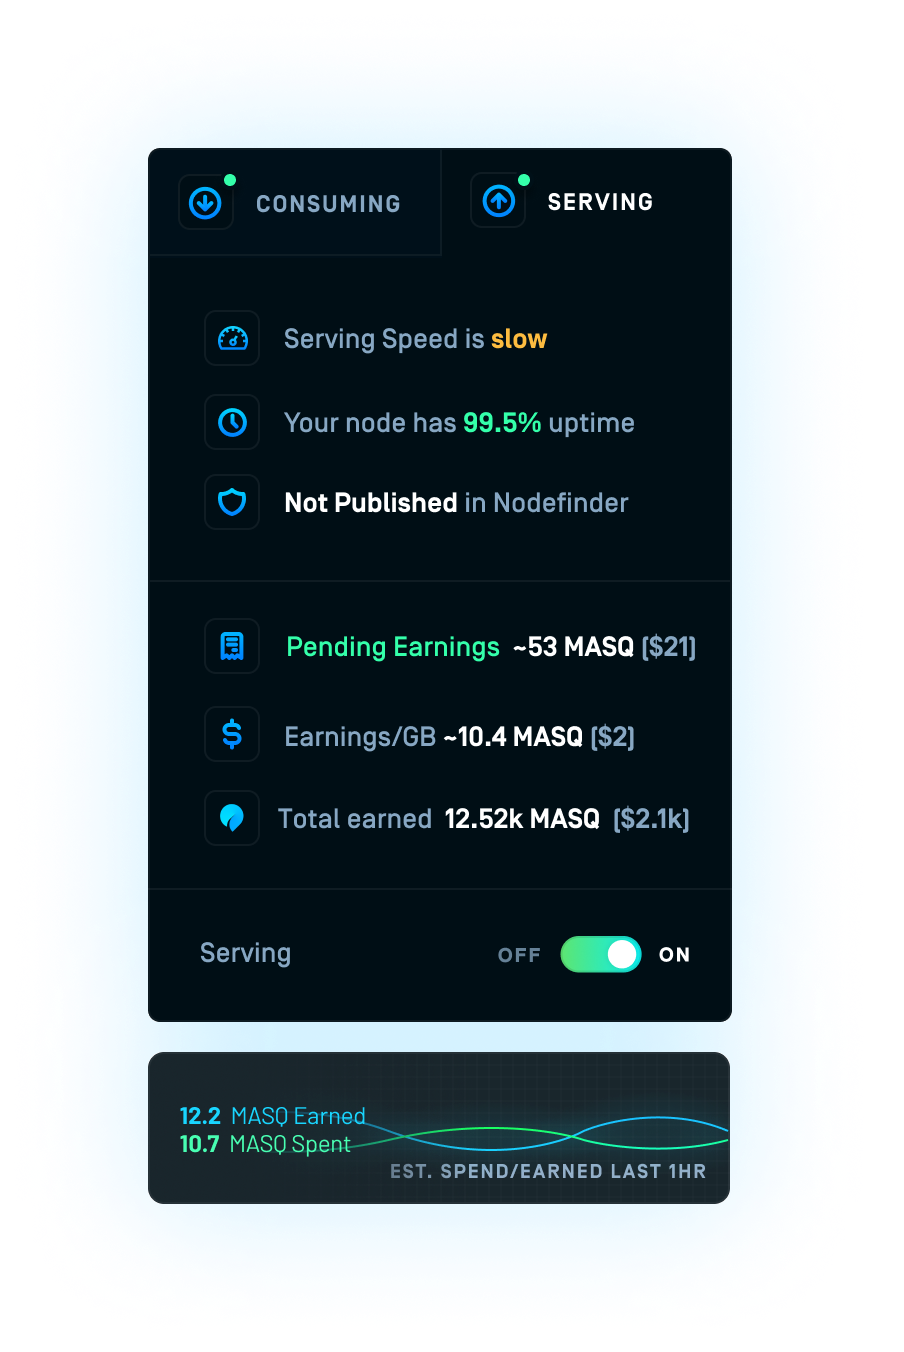 CONSUMING
SERVING
Serving Speed is slow
Your node has 99.5% uptime
Not Published in Nodefinder
Pending Earnings ~53 MASQ ($21)
Earnings/GB ~10.4 MASQ ($2)
Total earned 12.52k MASQ ($2.1k)
Serving OFF ON
12.2 MASQ Earned
10.7 MASQ Spent
EST. SPEND/EARNED LAST 1HR